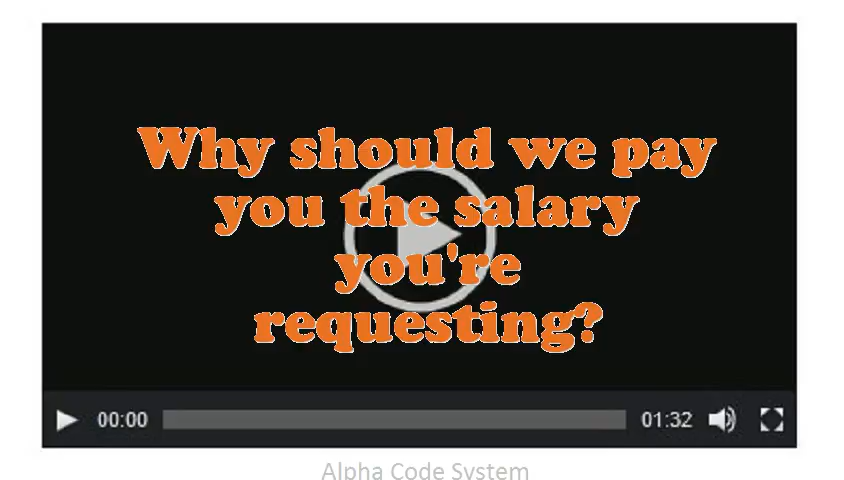 Why should we pay
you the salary
you're
requesting?
00:00 01:32
Alpha Code System